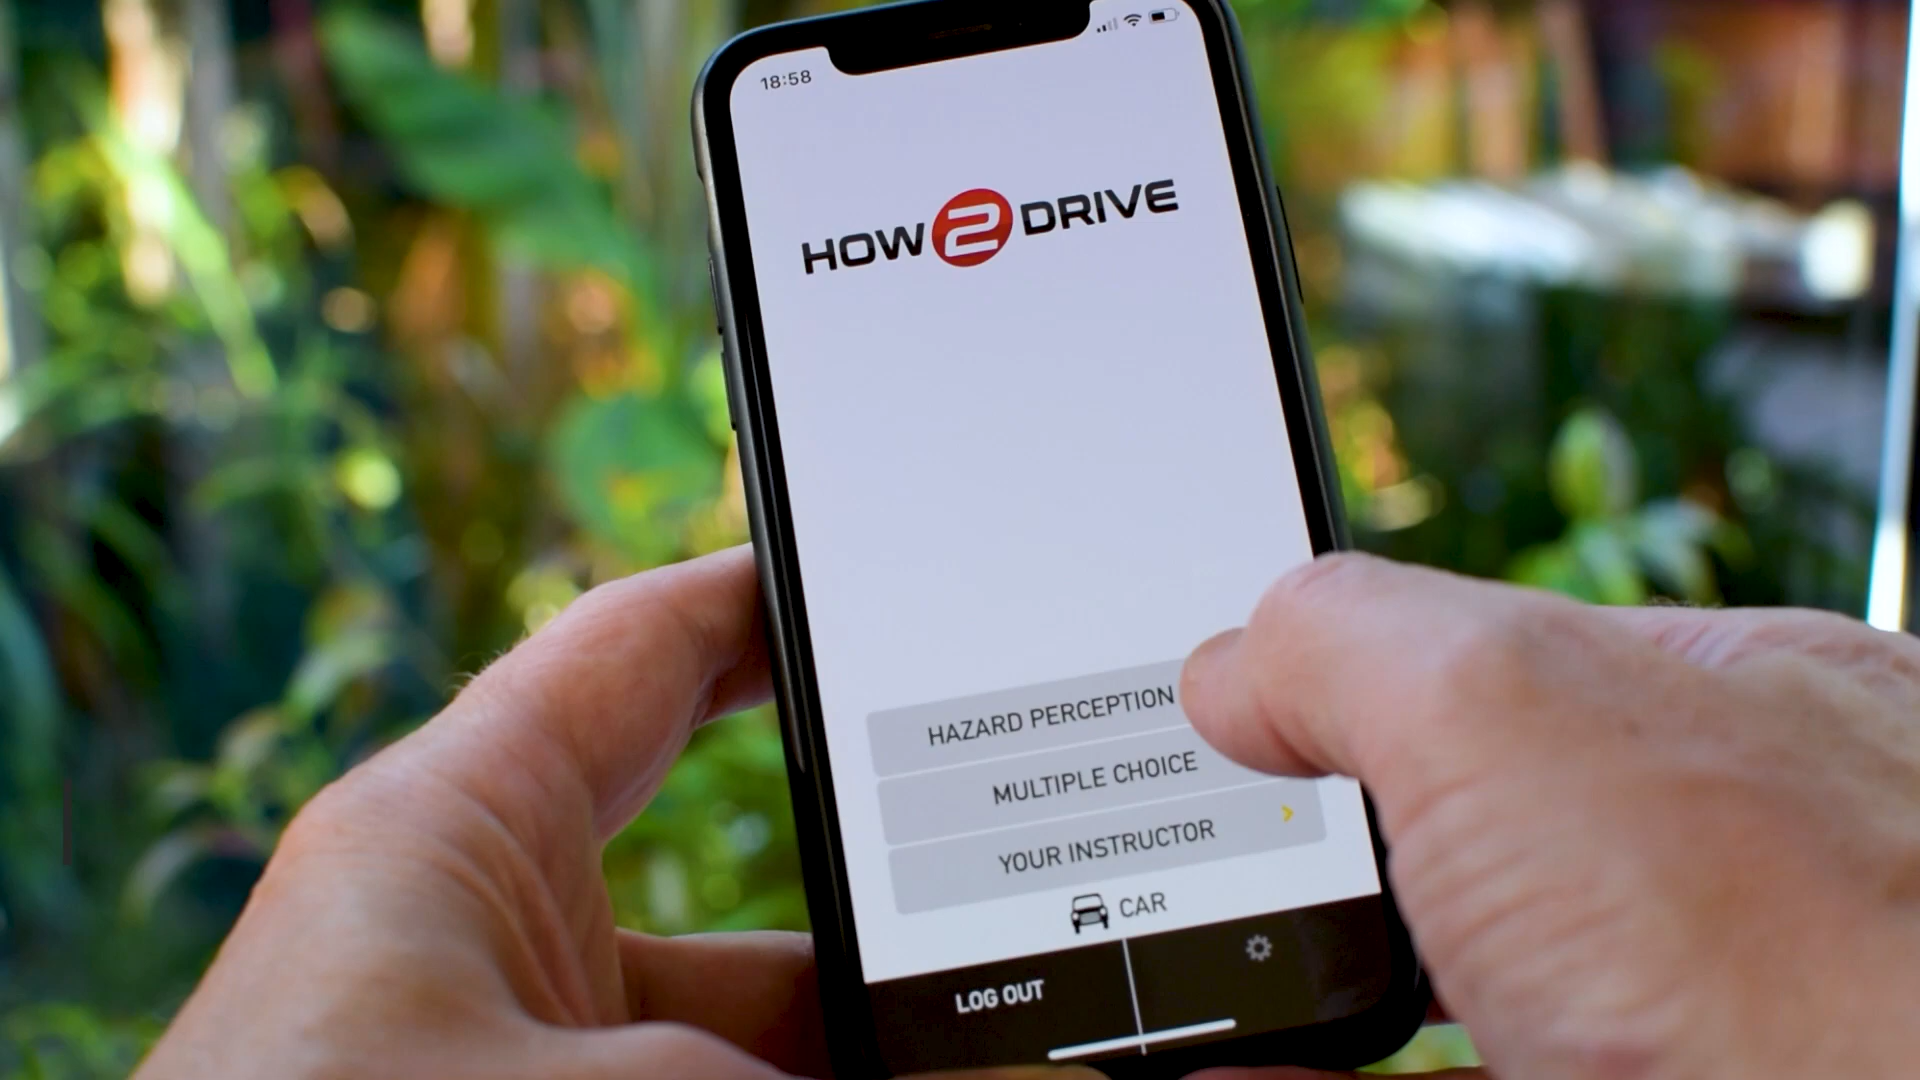 18:58
HOW 2 DRIVE
HAZARD PERCEPTION
MULTIPLE CHOICE
YOUR INSTRUCTOR
CAR
LOG OUT